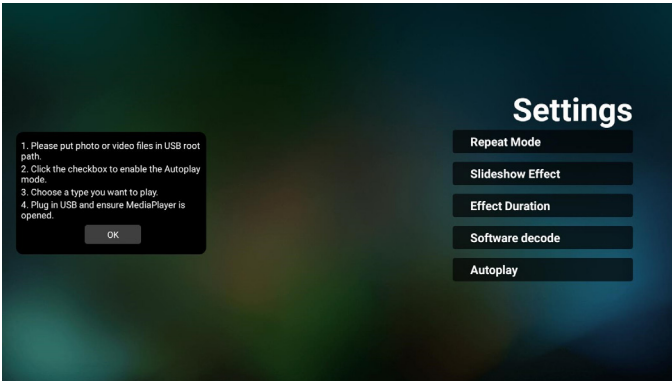 Settings
1. Please put photo or video files in USB root
path.
2. Click the checkbox to enable the Autoplay
mode.
3. Choose a type you want to play.
4. Plug in USB and ensure MediaPlayer is
opened.
OK
Repeat Mode
Slideshow Effect
Effect Duration
Software decode
Autoplay